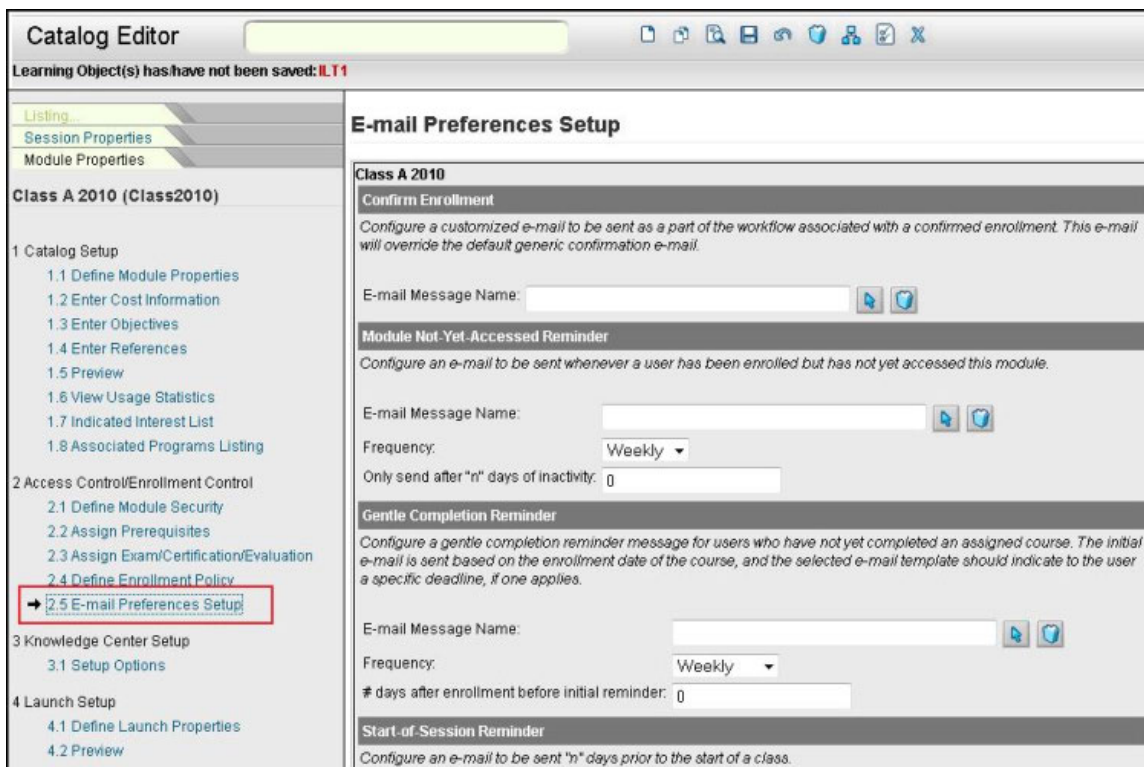 Catalog Editor
Learning Object(s) has/have not been saved:ILT1
Listing...
Session Properties
Module Properties
Class A 2010 (Class2010)
1 Catalog Setup
1.1 Define Module Properties
1.2 Enter Cost Information
1.3 Enter Objectives
1.4 Enter References
1.5 Preview
1.6 View Usage Statistics
1.7 Indicated Interest List
1.8 Associated Programs Listing
2 Access Control/Enrollment Control
2.1 Define Module Security
2.2 Assign Prerequisites
2.3 Assign Exam/Certification/Evaluation
2.4 Define Enrollment Policy
2.5 E-mail Preferences Setup
3 Knowledge Center Setup
3.1 Setup Options
4 Launch Setup
4.1 Define Launch Properties
4.2 Preview
E-mail Preferences Setup
Class A 2010
Confirm Enrollment
Configure a customized e-mail to be sent as a part of the workflow associated with a confirmed enrollment. This e-mail
will override the default generic confirmation e-mail.
E-mail Message Name:
Module Not-Yet-Accessed Reminder
Configure an e-mail to be sent whenever a user has been enrolled but has not yet accessed this module.
E-mail Message Name:
Frequency: Weekly
Only send after "n" days of inactivity: 0
Gentle Completion Reminder
Configure a gentle completion reminder message for users who have not yet completed an assigned course. The initial
e-mail is sent based on the enrollment date of the course, and the selected e-mail template should indicate to the user
a specific deadline, if one applies.
E-mail Message Name:
Frequency: Weekly
# days after enrollment before initial reminder: 0
Start-of-Session Reminder
Configure an e-mail to be sent "n" days prior to the start of a class.